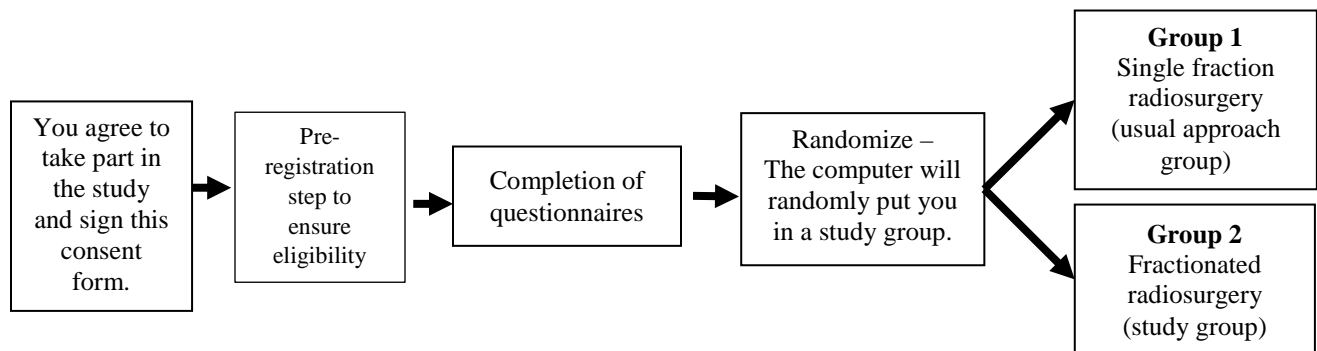 You agree to
take part in
the study
and sign this
consent
form.
Pre-
registration
step to
ensure
eligibility
Completion of
questionnaires
Randomize –
The computer will
randomly put you
in a study group.
Group 1
Single fraction
radiosurgery
(usual approach
group)
Group 2
Fractionated
radiosurgery
(study group)